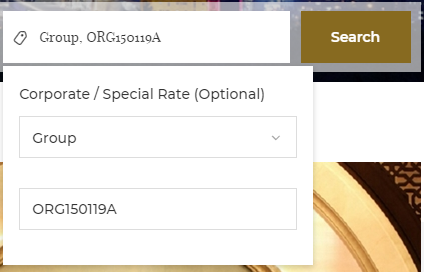 Group, ORG150119A
Search
Corporate / Special Rate (Optional)
Group
ORG150119A